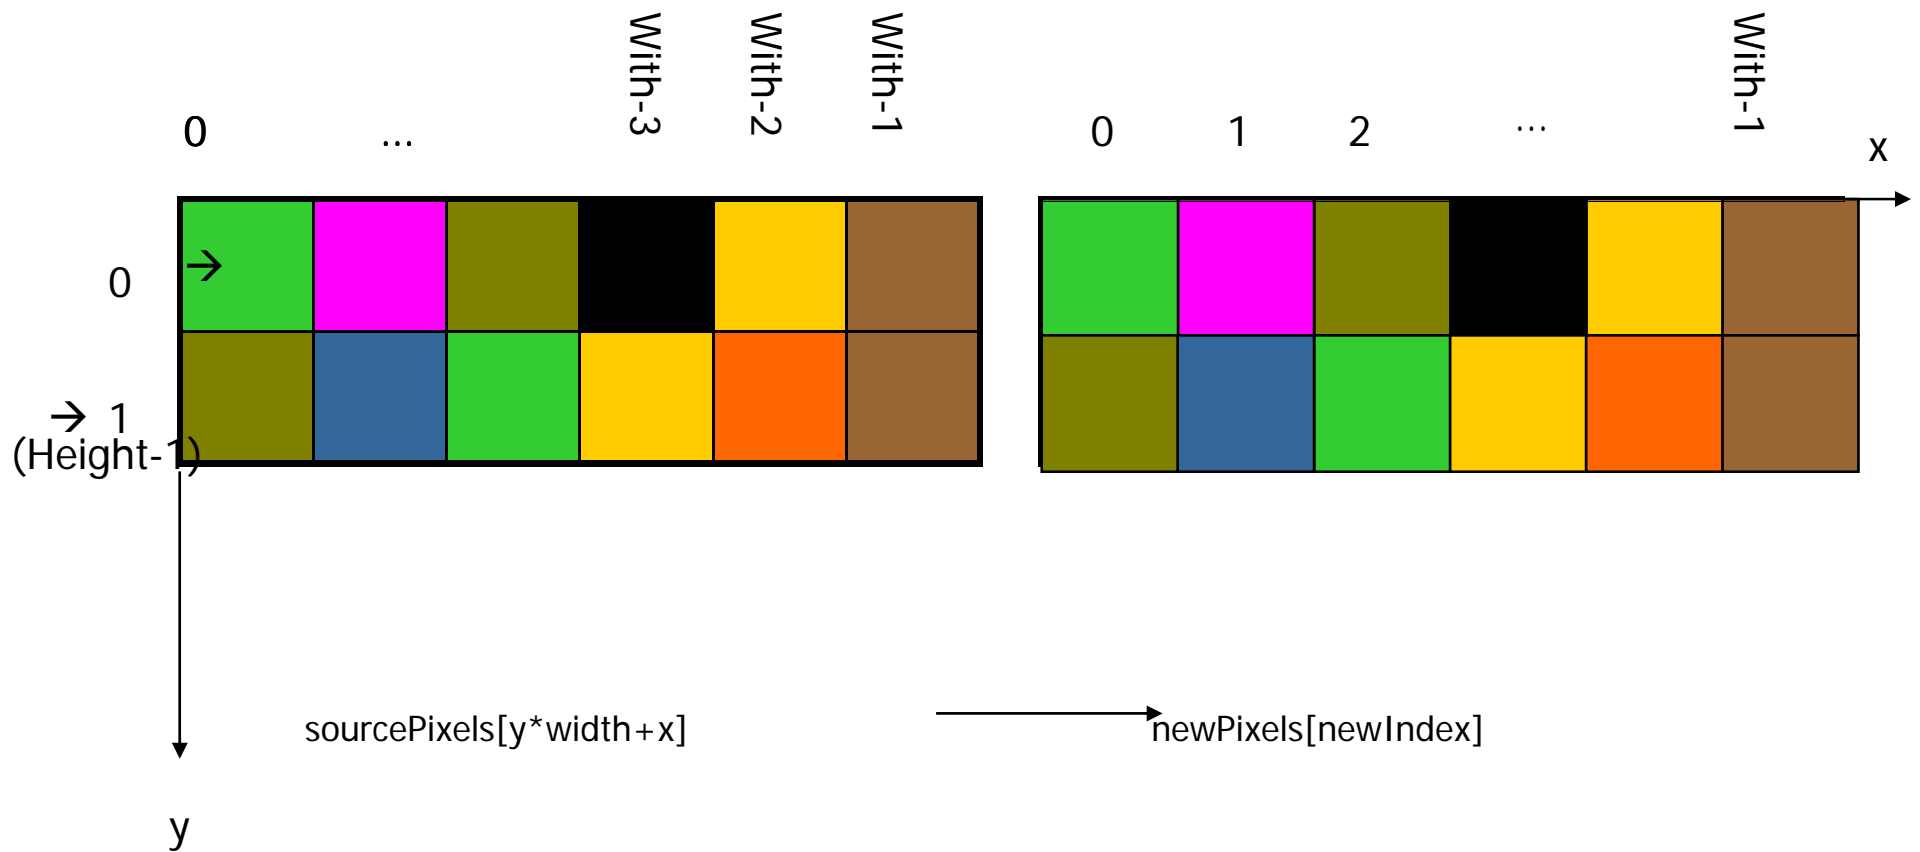 With-3
With-2
With-1
With-1
0
...
0
1
2
...
x
0
→ 
→ 1
(Height-1)
sourcePixels[y*width+x]
newPixels[newIndex]
y